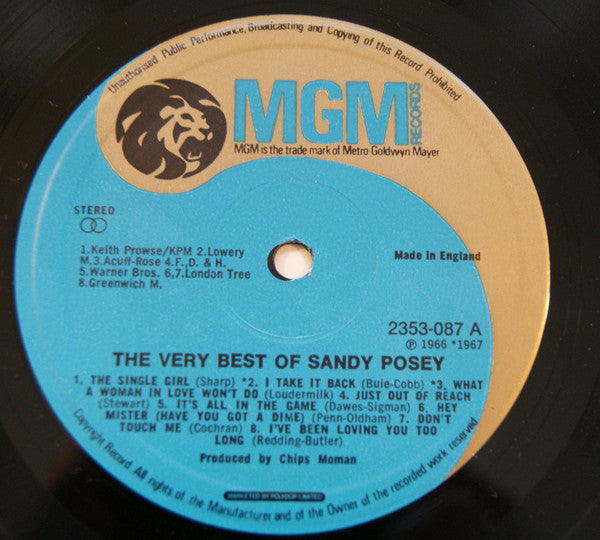 Unauthorised Public Performance, Broadcasting and Copying of this Record Prohibited
MGM
RECORDS
MGM is the trade mark of Metro-Goldwyn Mayer
STEREO
1.Keith Prowse/KPM 2.Lowery
M.3.Acuff-Rose 4.F., D. & H.
5.Warner Bros. 6,7.London Tree
8.Greenwich M.
Made in England
2353-087 A
℗ 1966 *1967
THE VERY BEST OF SANDY POSEY
1. THE SINGLE GIRL (Sharp) *2. I TAKE IT BACK (Buie-Cobb) *3. WHAT
A WOMAN IN LOVE WON'T DO (Loudermilk) 4. JUST OUT OF REACH
(Stewart) 5. IT'S ALL IN THE GAME (Dawes-Sigman) 6. HEY
MISTER (HAVE YOU GOT A DIME) (Penn-Oldham) 7. DON'T
TOUCH ME (Cochran) 8. I'VE BEEN LOVING YOU TOO
LONG (Redding-Butler)
Produced by Chips Moman
MARKETED BY POLYDOR LIMITED
Copyright Record All rights of the Manufacturer and of the Owner of the recorded work reserved